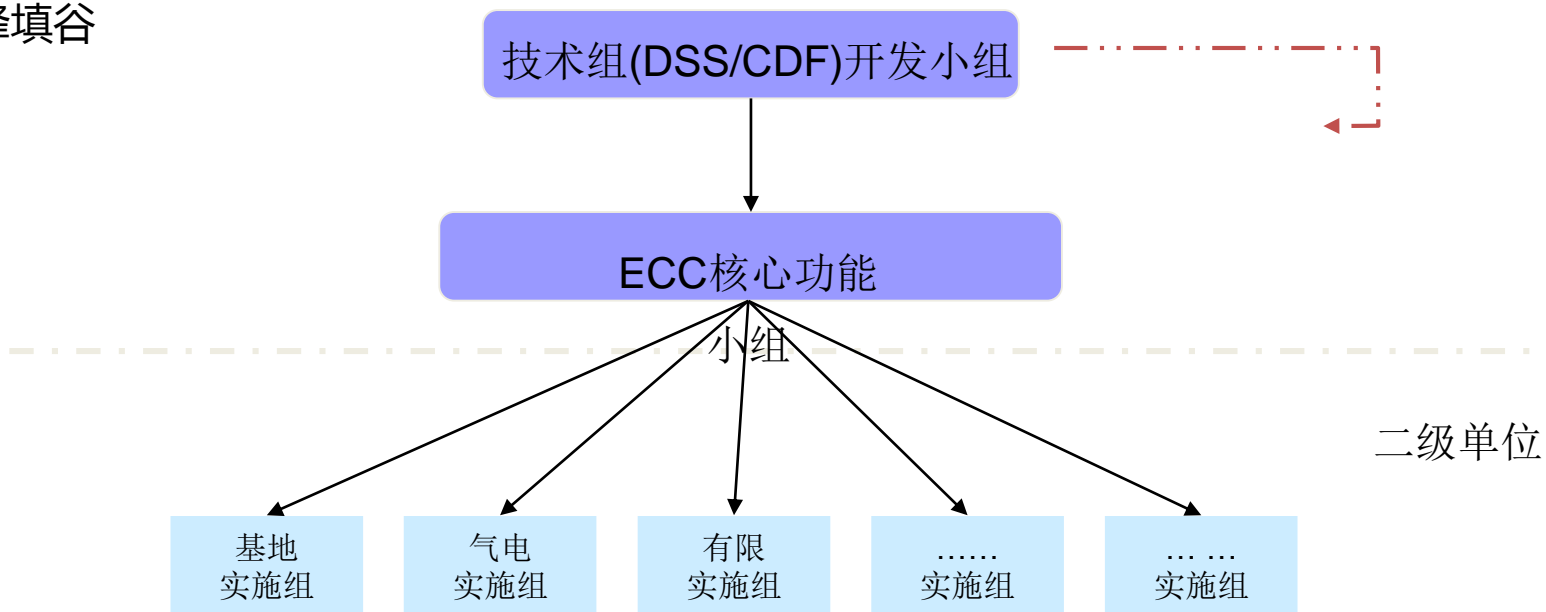 填谷
技术组(DSS/CDF)开发小组
ECC核心功能
小组
二级单位
基地
实施组
气电
实施组
有限
实施组
......
实施组
... ...
实施组